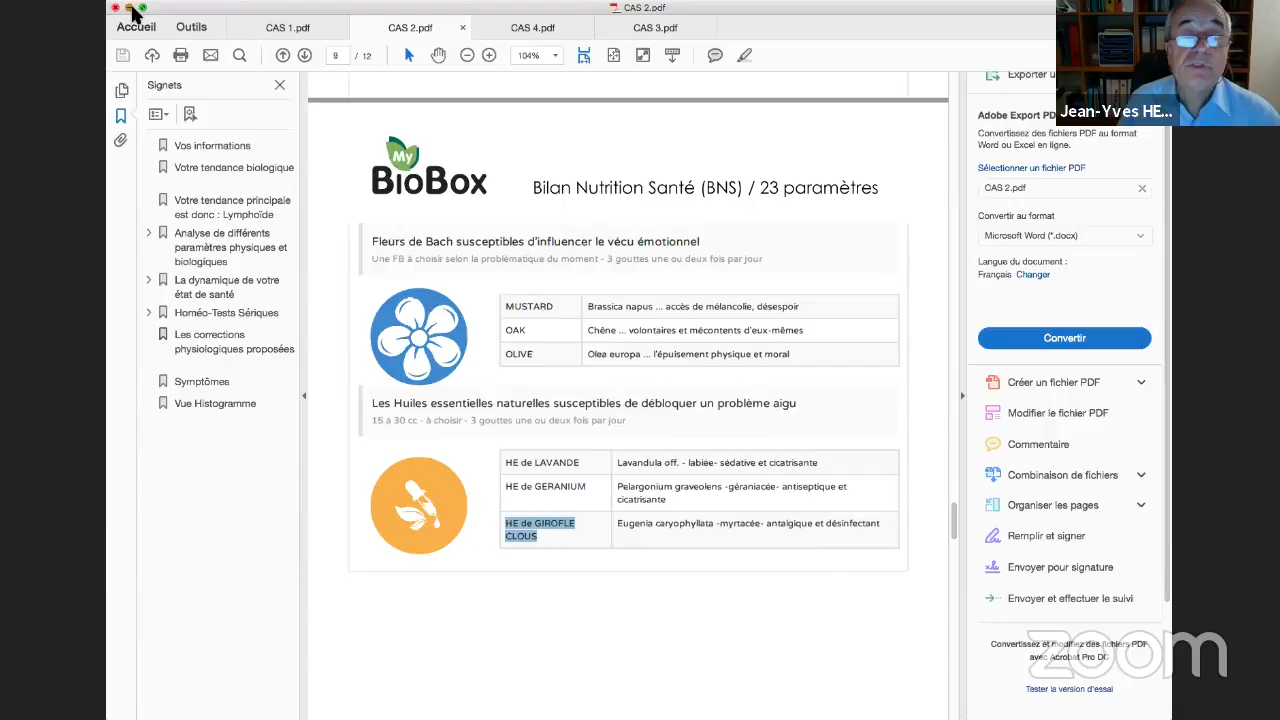 CAS 2.pdf
Accueil
Outils
CAS 1.pdf
CAS 2.pdf
×
CAS 4.pdf
CAS 3.pdf
9 / 12
104%
Signets
Vos informations
Votre tendance biologique
Votre tendance principale
est donc : Lymphoïde
Analyse de différents
paramètres physiques et
biologiques
La dynamique de votre
état de santé
Homéo-Tests Sériques
Les corrections
physiologiques proposées
Symptômes
Vue Histogramme
My
BioBox
Bilan Nutrition Santé (BNS) / 23 paramètres
Fleurs de Bach susceptibles d'influencer le vécu émotionnel
Une FB à choisir selon la problématique du moment - 3 gouttes une ou deux fois par jour
MUSTARD Brassica napus ... accès de mélancolie, désespoir
OAK Chêne ... volontaires et mécontents d'eux-mêmes
OLIVE Olea europa ... l'épuisement physique et moral
Les Huiles essentielles naturelles susceptibles de débloquer un problème aigu
15 à 30 cc - à choisir - 3 gouttes une ou deux fois par jour
HE de LAVANDE Lavandula off. - labiée- sédative et cicatrisante
HE de GERANIUM Pelargonium graveolens -géraniacée- antiseptique et
cicatrisante
HE de GIROFLE Eugenia caryophyllata -myrtacée- antalgique et désinfectant
CLOUS
Exporter u
Jean-Yves HE...
Adobe Export PD
Convertissez des fichiers PDF au format
Word ou Excel en ligne.
Sélectionner un fichier PDF
CAS 2.pdf
Convertir au format
Microsoft Word (*.docx)
Langue du document :
Français Changer
Convertir
Créer un fichier PDF
Modifier le fichier PDF
Commentaire
Combinaison de fichiers
Organiser les pages
Remplir et signer
Envoyer pour signature
Envoyer et effectuer le suivi
Convertissez et modifiez des fichiers PDF
avec Acrobat Pro DC
Tester la version d'essai
zoom